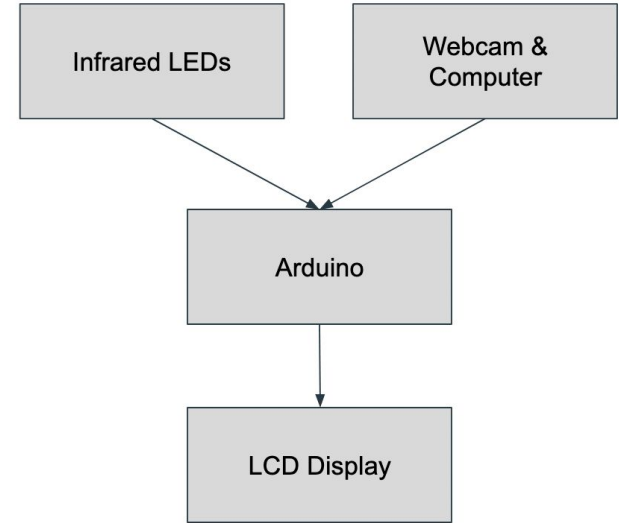 Infrared LEDs
Webcam &
Computer
Arduino
LCD Display